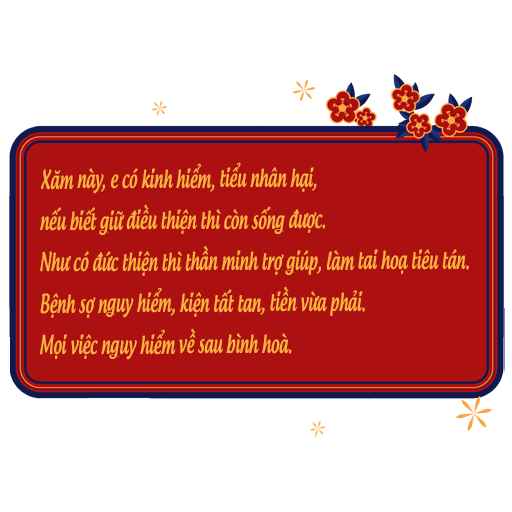 Xăm này, e có kinh hiểm, tiểu nhân hại,
nếu biết giữ điều thiện thì còn sống được.
Như có đức thiện thì thần minh trợ giúp, làm tai hoạ tiêu tán.
Bệnh sợ nguy hiểm, kiện tất tan, tiền vừa phải.
Mọi việc nguy hiểm về sau bình hoà.